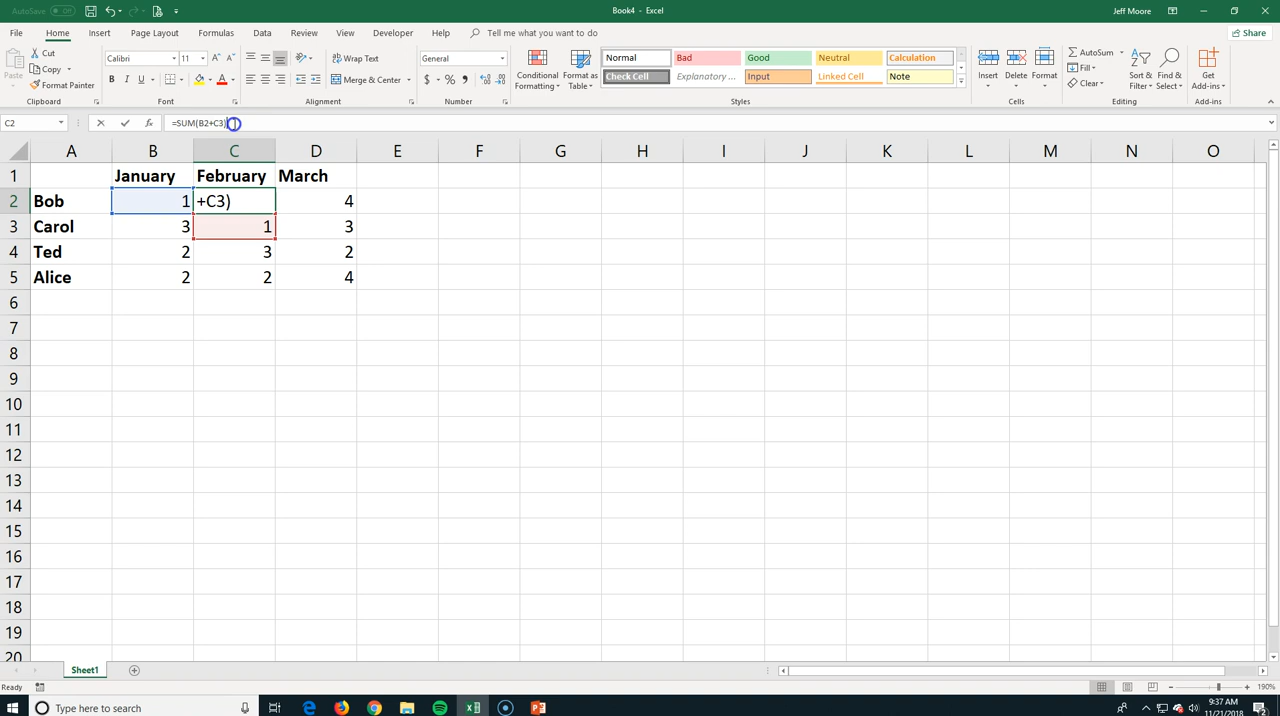 AutoSave Off
Book4 - Excel
Jeff Moore
File Home Insert Page Layout Formulas Data Review View Developer Help Tell me what you want to do
Share
Paste
Cut
Copy
Format Painter
Clipboard
Calibri 11
B I U
Font
Wrap Text
Merge & Center
Alignment
General
$ % ,
Number
Conditional Formatting
Format as Table
Normal Bad Good Neutral Calculation
Check Cell Explanatory ... Input Linked Cell Note
Styles
Insert Delete Format
Cells
AutoSum
Fill
Clear
Sort & Filter
Find & Select
Editing
Get Add-ins
Add-ins
C2
fx
=SUM(B2+C3)
A B C D E F G H I J K L M N O
1 January February March
2 Bob 1 +C3) 4
3 Carol 3 1 3
4 Ted 2 3 2
5 Alice 2 2 4
6
7
8
9
10
11
12
13
14
15
16
17
18
19
20
Sheet1
Ready
190%
Type here to search
9:37 AM
11/21/2018
2